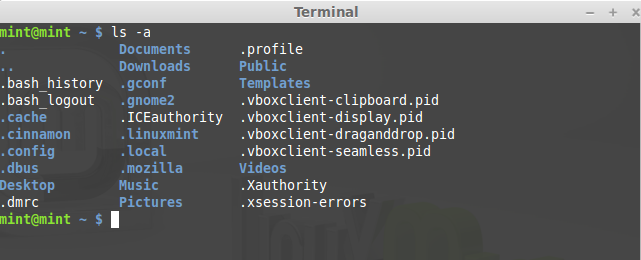 Terminal
mint@mint ~ $ ls -a
. Documents .profile
.. Downloads Public
.bash_history .gconf Templates
.bash_logout .gnome2 .vboxclient-clipboard.pid
.cache .ICEauthority .vboxclient-display.pid
.cinnamon .linuxmint .vboxclient-draganddrop.pid
.config .local .vboxclient-seamless.pid
.dbus .mozilla Videos
Desktop Music .Xauthority
.dmrc Pictures .xsession-errors
mint@mint ~ $